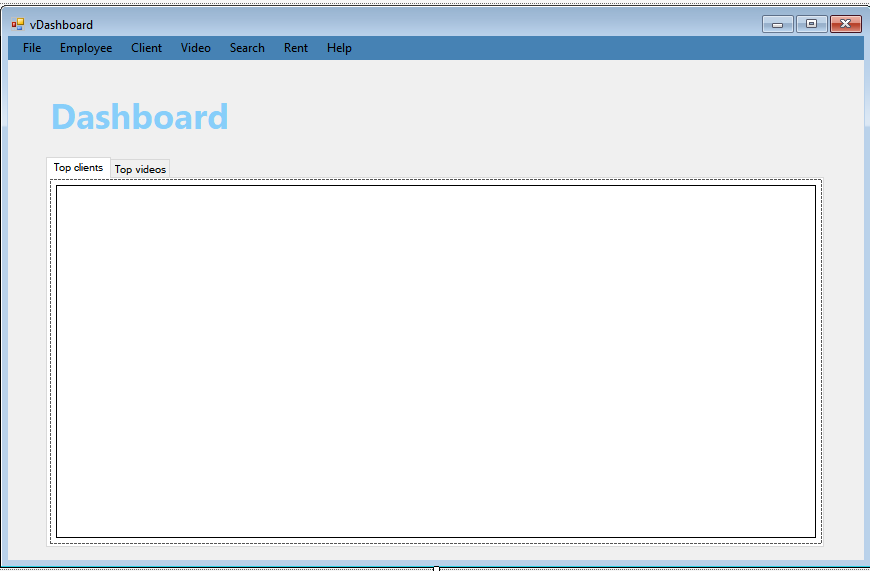 vDashboard
File Employee Client Video Search Rent Help
Dashboard
Top clients Top videos